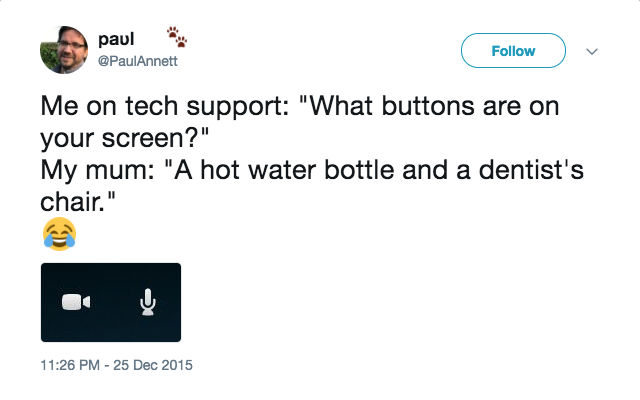 paul
@PaulAnnett
Follow
Me on tech support: "What buttons are on
your screen?"
My mum: "A hot water bottle and a dentist's
chair."
11:26 PM - 25 Dec 2015